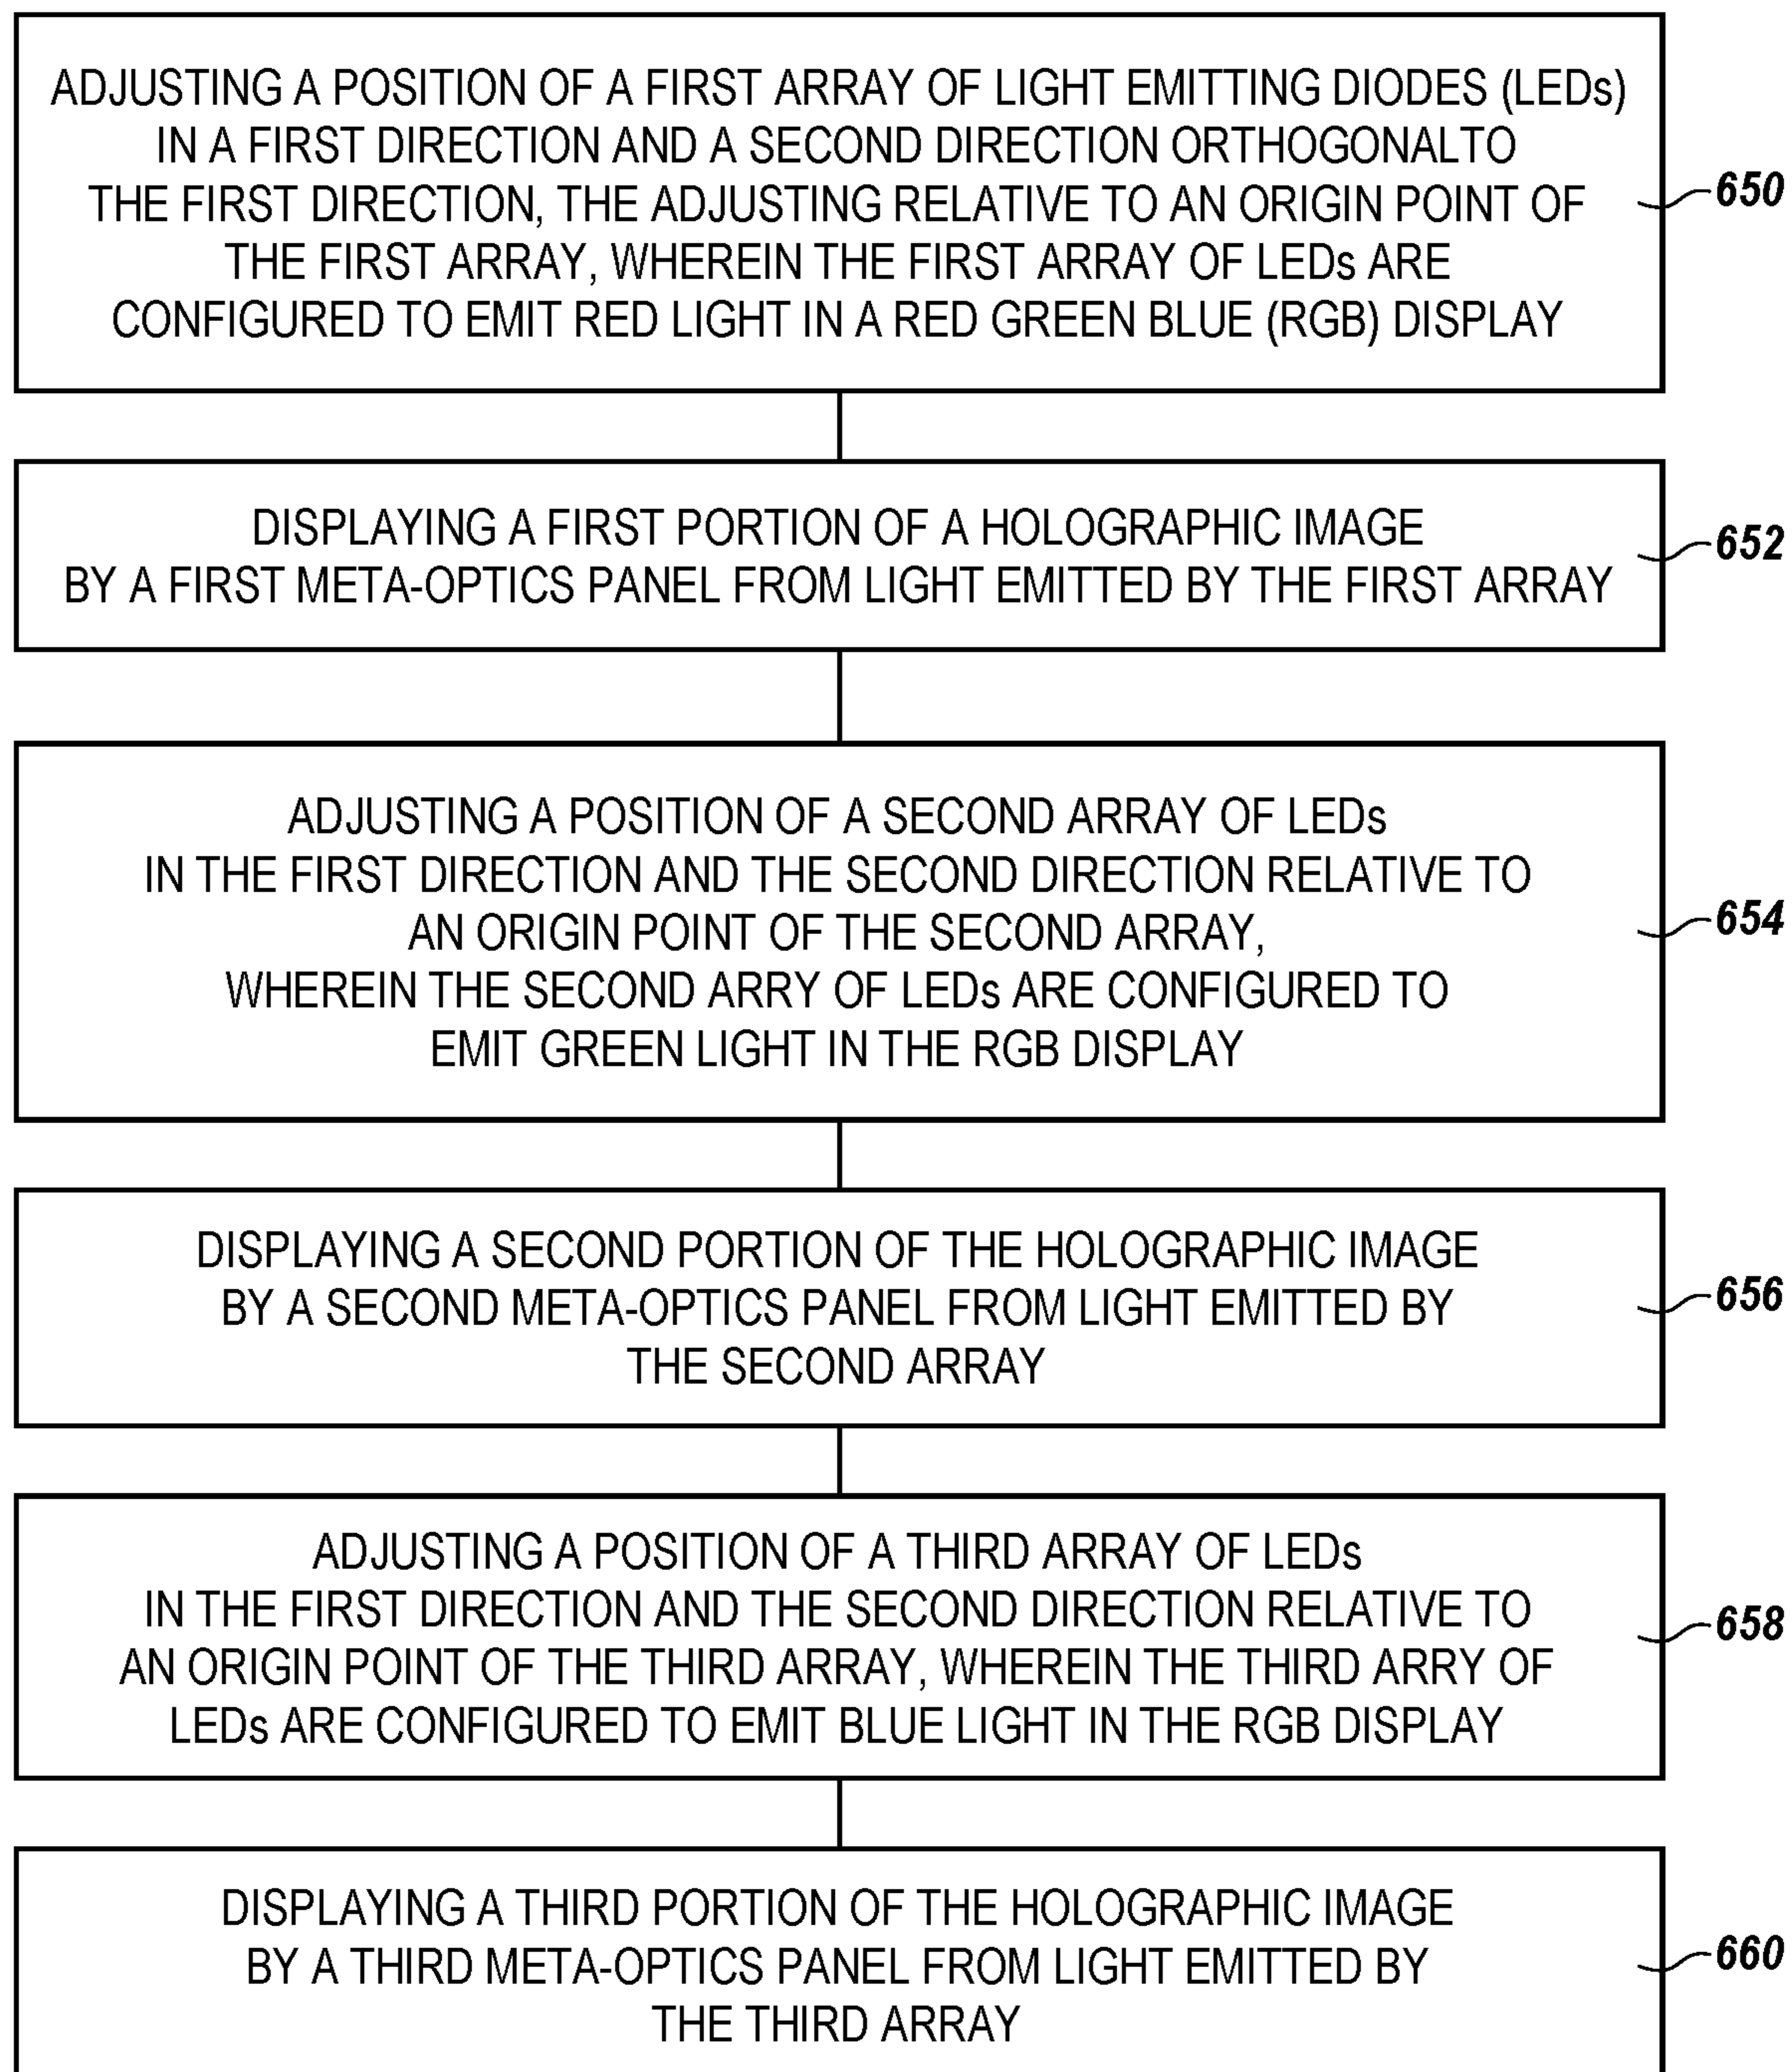 ADJUSTING A POSITION OF A FIRST ARRAY OF LIGHT EMITTING DIODES (LEDs)
IN A FIRST DIRECTION AND A SECOND DIRECTION ORTHOGONALTO
THE FIRST DIRECTION, THE ADJUSTING RELATIVE TO AN ORIGIN POINT OF
THE FIRST ARRAY, WHEREIN THE FIRST ARRAY OF LEDs ARE
CONFIGURED TO EMIT RED LIGHT IN A RED GREEN BLUE (RGB) DISPLAY
650
DISPLAYING A FIRST PORTION OF A HOLOGRAPHIC IMAGE
BY A FIRST META-OPTICS PANEL FROM LIGHT EMITTED BY THE FIRST ARRAY
652
ADJUSTING A POSITION OF A SECOND ARRAY OF LEDs
IN THE FIRST DIRECTION AND THE SECOND DIRECTION RELATIVE TO
AN ORIGIN POINT OF THE SECOND ARRAY,
WHEREIN THE SECOND ARRY OF LEDs ARE CONFIGURED TO
EMIT GREEN LIGHT IN THE RGB DISPLAY
654
DISPLAYING A SECOND PORTION OF THE HOLOGRAPHIC IMAGE
BY A SECOND META-OPTICS PANEL FROM LIGHT EMITTED BY
THE SECOND ARRAY
656
ADJUSTING A POSITION OF A THIRD ARRAY OF LEDs
IN THE FIRST DIRECTION AND THE SECOND DIRECTION RELATIVE TO
AN ORIGIN POINT OF THE THIRD ARRAY, WHEREIN THE THIRD ARRY OF
LEDs ARE CONFIGURED TO EMIT BLUE LIGHT IN THE RGB DISPLAY
658
DISPLAYING A THIRD PORTION OF THE HOLOGRAPHIC IMAGE
BY A THIRD META-OPTICS PANEL FROM LIGHT EMITTED BY
THE THIRD ARRAY
660